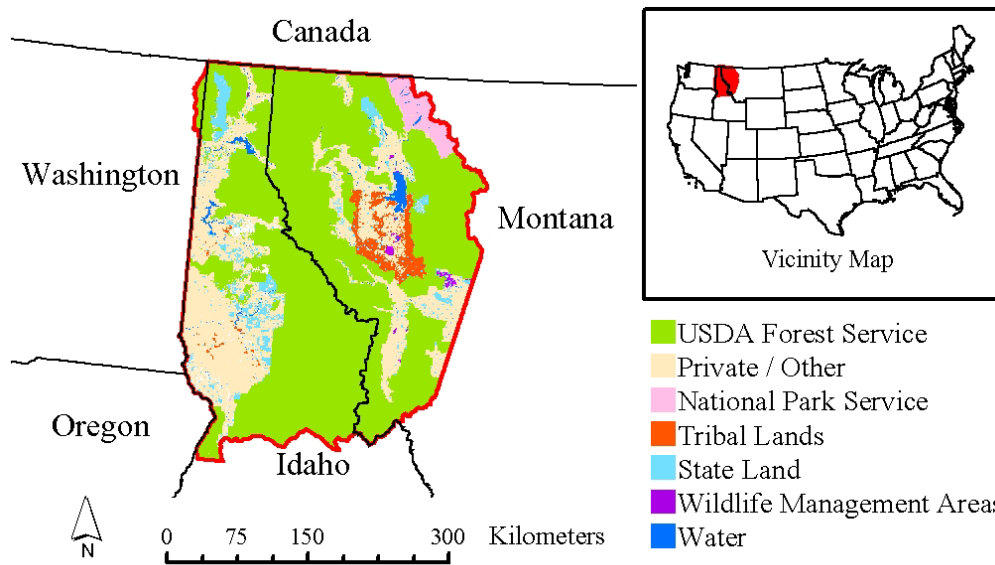 Canada
Washington
Montana
Oregon
Idaho
N
0 75 150 300 Kilometers
Vicinity Map
USDA Forest Service
Private / Other
National Park Service
Tribal Lands
State Land
Wildlife Management Areas
Water